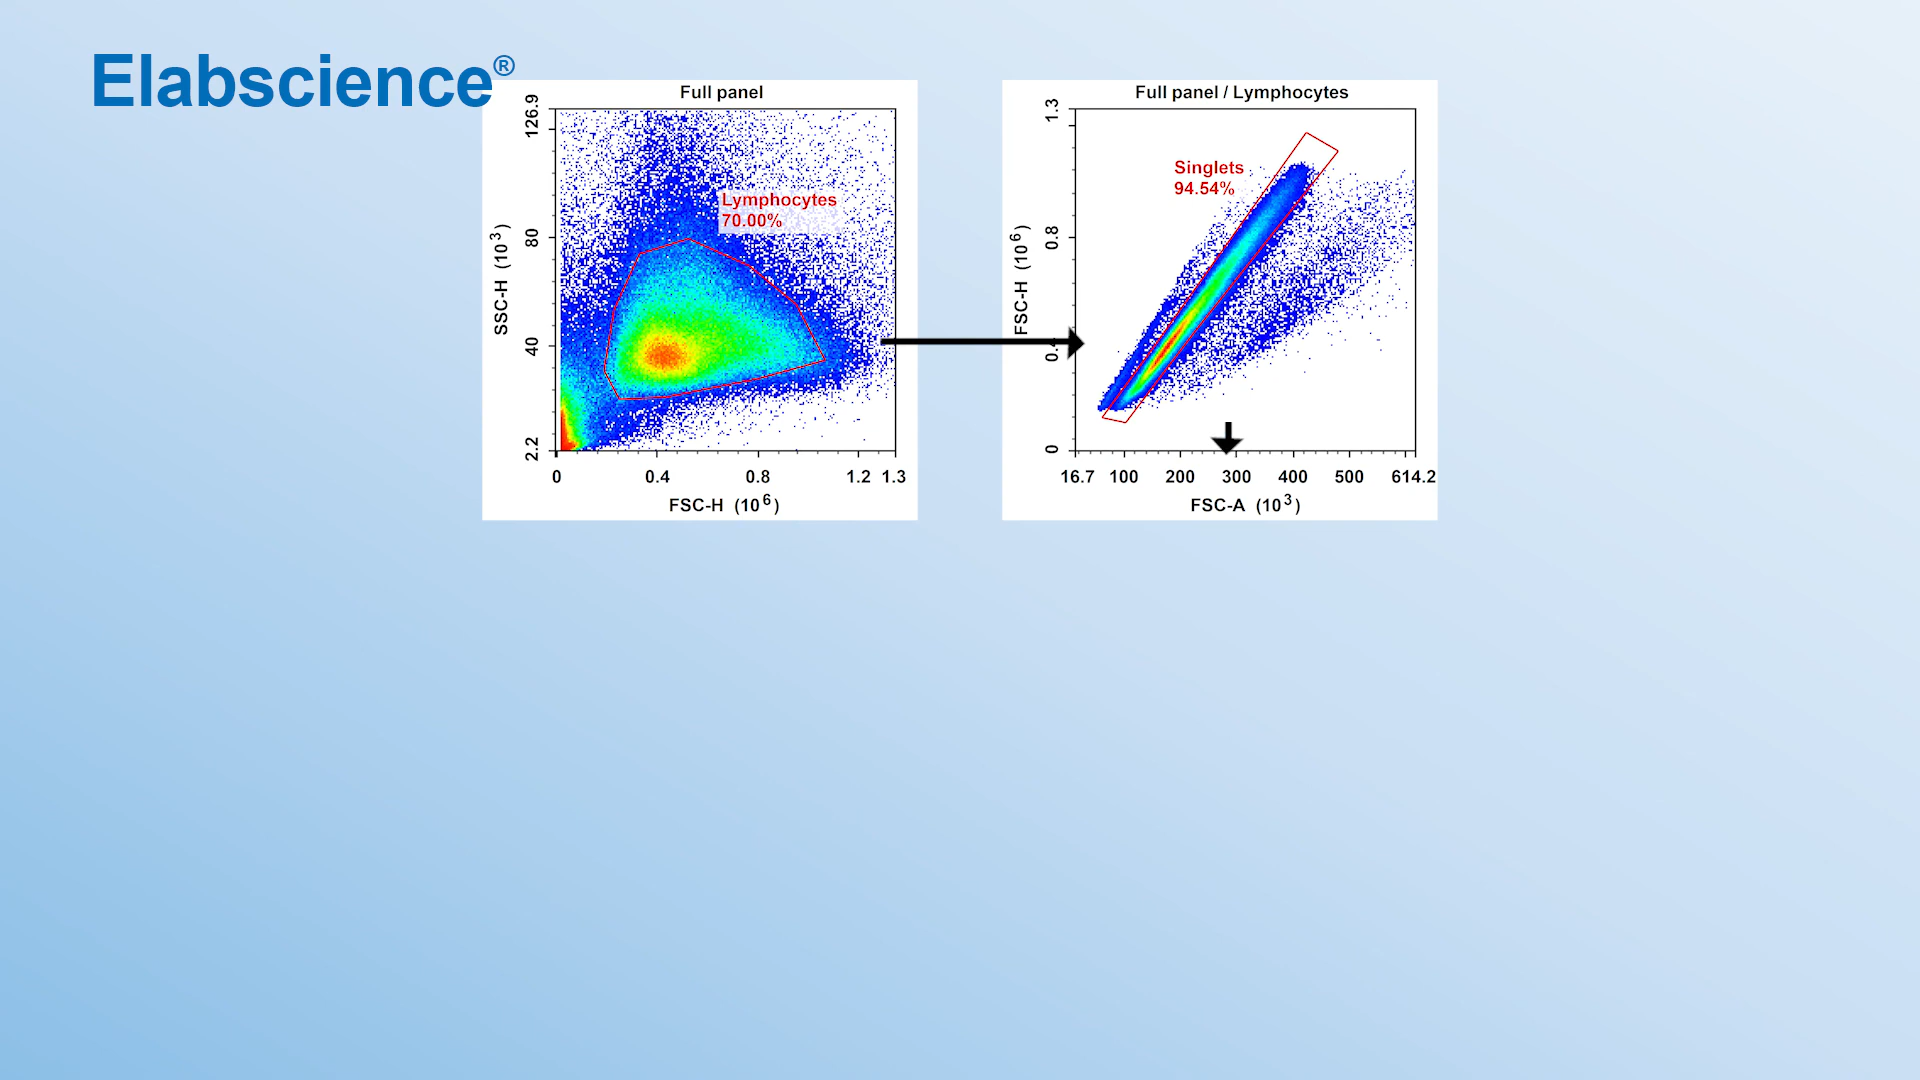 Elabscience®
Full panel
126.9
80
40
2.2
SSC-H (10³)
Lymphocytes
70.00%
0 0.4 0.8 1.2 1.3
FSC-H (10⁶)
Full panel / Lymphocytes
1.3
0.8
0.4
0
FSC-H (10⁶)
Singlets
94.54%
16.7 100 200 300 400 500 614.2
FSC-A (10³)